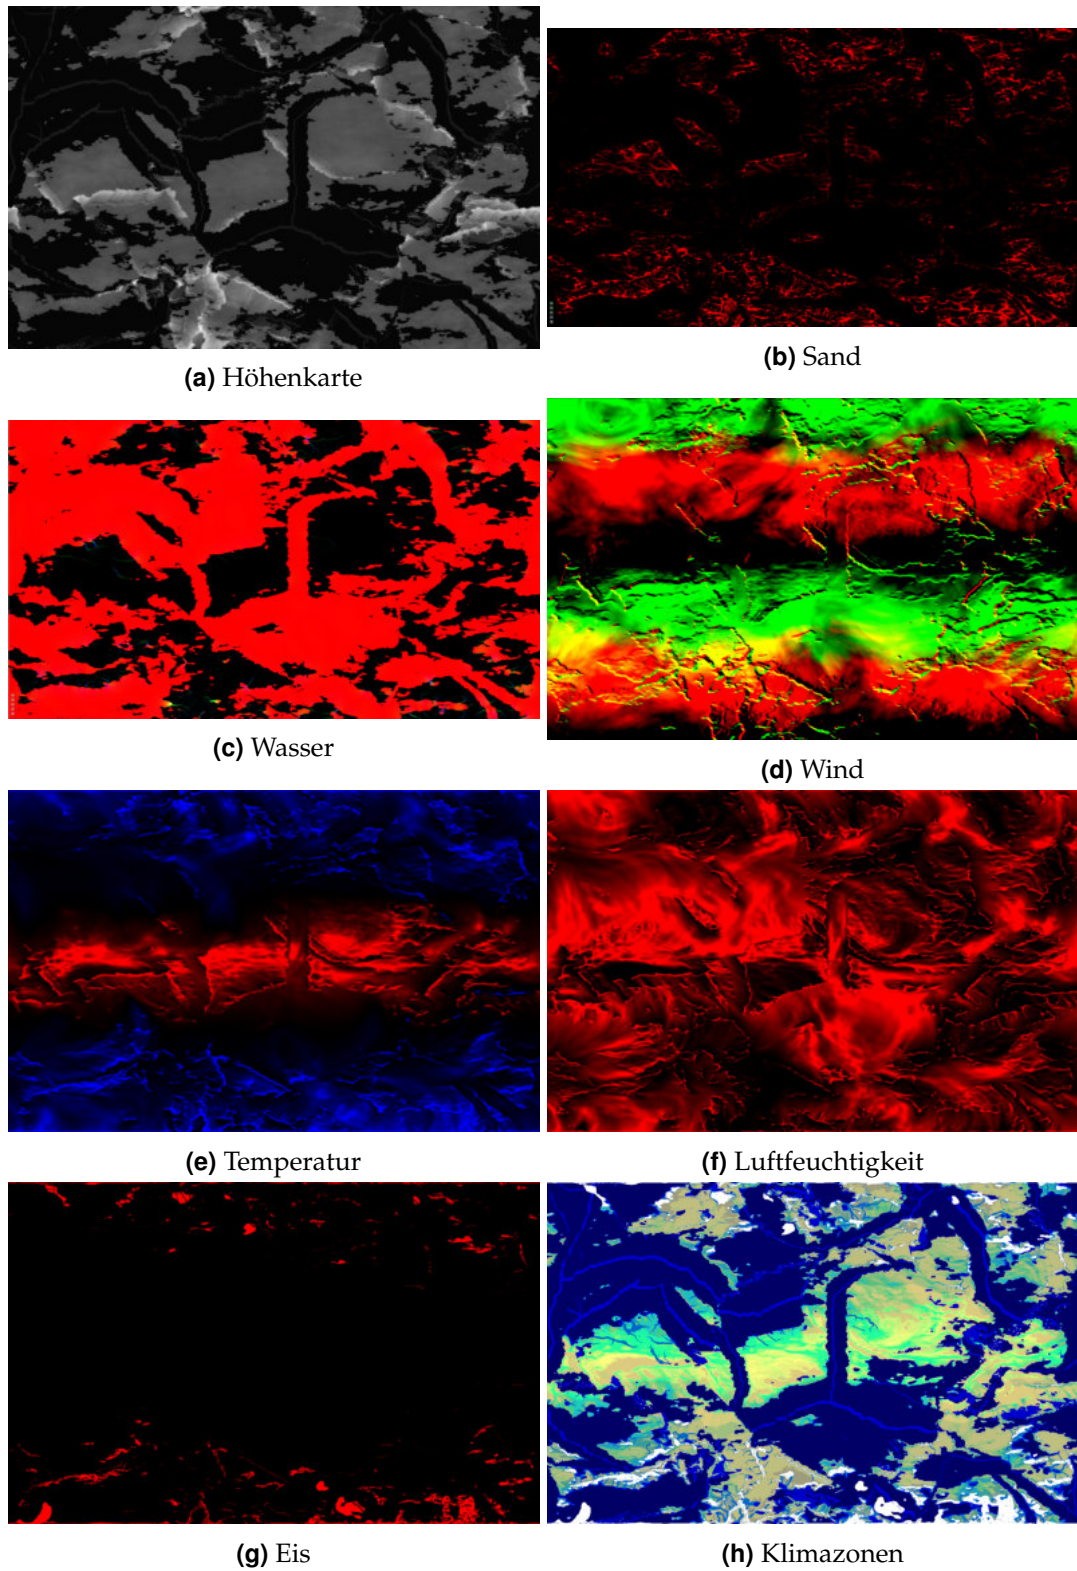 (a) Höhenkarte
(b) Sand
(c) Wasser
(d) Wind
(e) Temperatur
(f) Luftfeuchtigkeit
(g) Eis
(h) Klimazonen